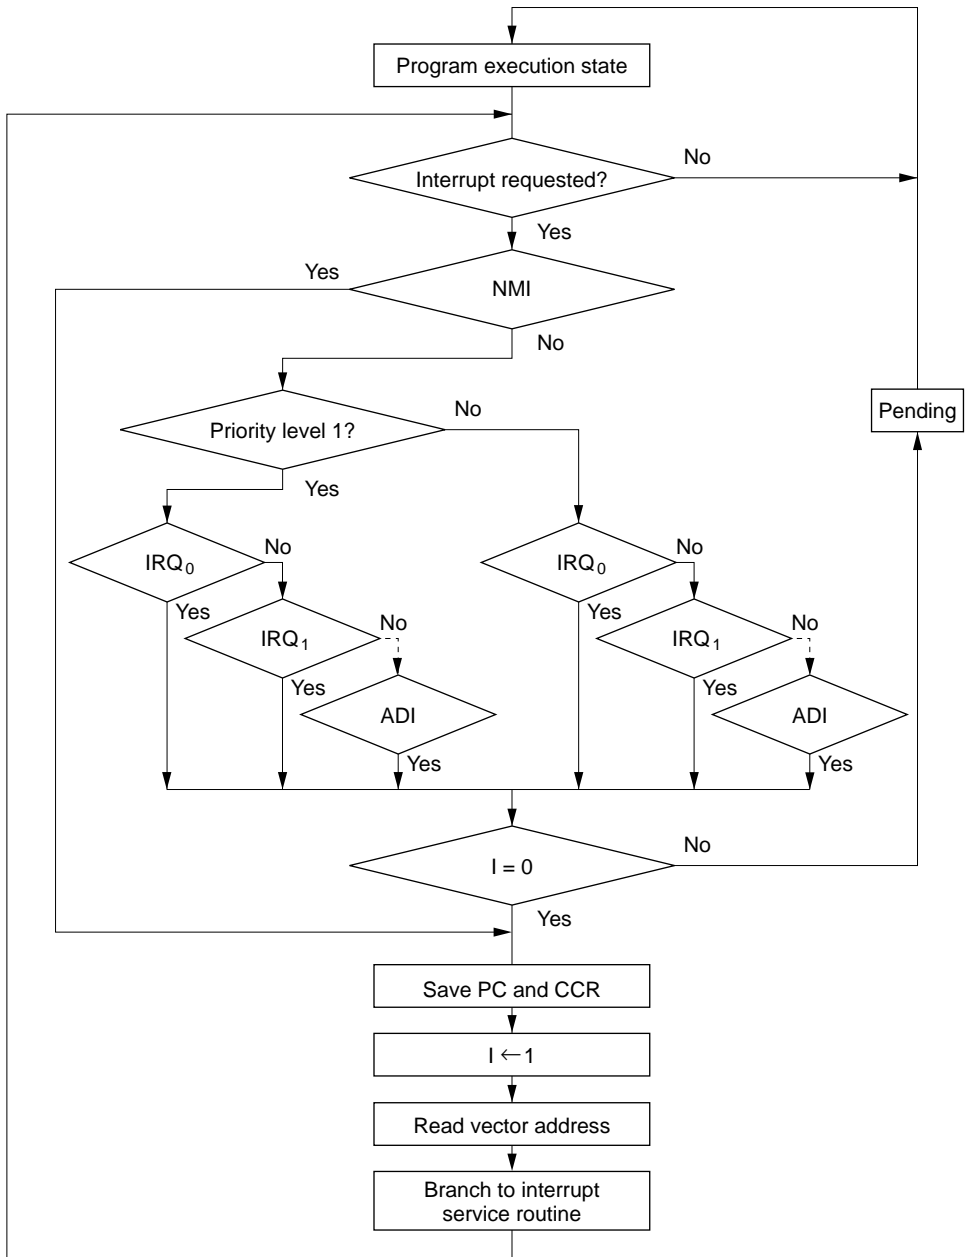 Program execution state
No
Interrupt requested?
Yes
Yes
NMI
No
Pending
No
Priority level 1?
Yes
No
No
IRQ₀
IRQ₀
Yes
No
Yes
No
IRQ₁
IRQ₁
Yes
Yes
ADI
ADI
Yes
Yes
No
I = 0
Yes
Save PC and CCR
I ← 1
Read vector address
Branch to interrupt
service routine